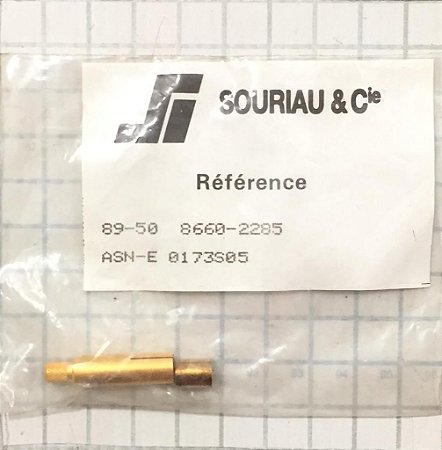 SOURIAU & Cie
Référence
89-50 8660-2285
ASN-E 0173S05